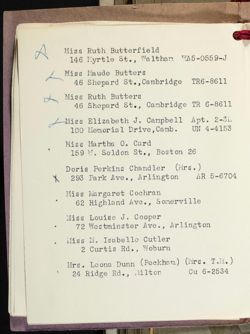 Miss Ruth Butterfield
146 Myrtle St., Waltham WA5-0559-J
Miss Maude Butters
46 Shepard St., Cambridge TR6-8611
Miss Ruth Butters
46 Shepard St., Cambridge TR 6-8611
Miss Elizabeth J. Campbell Apt. 2-31
100 Memorial Drive, Camb. UN 4-4153
Miss Martha O. Card
159 W. Seldon St., Boston 26
Doris Perkins Chandler (Mrs.)
293 Park Ave., Arlington AR 5-6704
Miss Margaret Cochran
62 Highland Ave., Somerville
Miss Louise J. Cooper
72 Westminster Ave., Arlington
Miss M. Isabelle Cutler
2 Curtis Rd., Woburn
Mrs. Dunn (Peckham) (Mrs. T.H.)
24 Ridge Rd., Milton Cu 6-2534